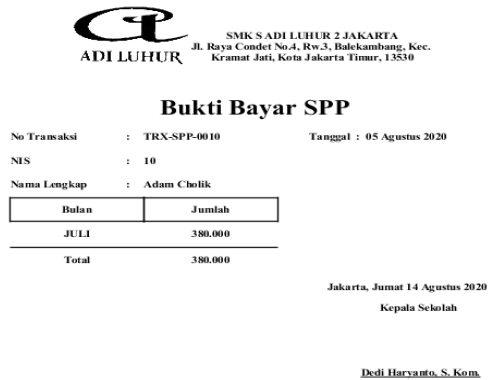 ADI LUHUR
SMK S ADI LUHUR 2 JAKARTA
Jl. Raya Condet No.4, Rw.3, Balekambang, Kec.
Kramat Jati, Kota Jakarta Timur, 13530
Bukti Bayar SPP
No Transaksi : TRX-SPP-0010 Tanggal : 05 Agustus 2020
NIS : 10
Nama Lengkap : Adam Cholik
Bulan Jumlah
JULI 380.000
Total 380.000
Jakarta, Jumat 14 Agustus 2020
Kepala Sekolah
Dedi Haryanto, S. Kom.